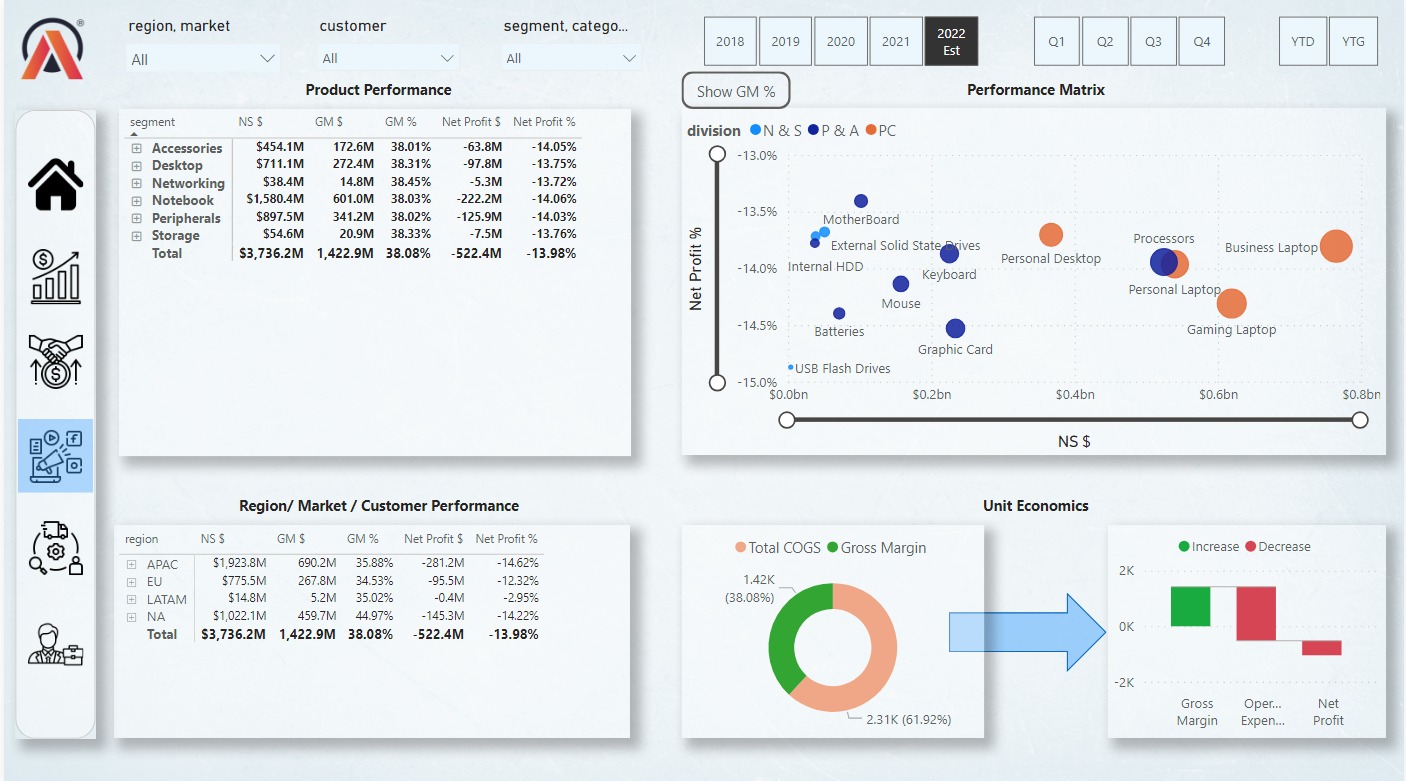 region, market
customer
segment, catego...
All
All
All
2018 2019 2020 2021 2022 Est
Q1 Q2 Q3 Q4
YTD YTG
Product Performance
segment NS $ GM $ GM % Net Profit $ Net Profit %
Accessories $454.1M 172.6M 38.01% -63.8M -14.05%
Desktop $711.1M 272.4M 38.31% -97.8M -13.75%
Networking $38.4M 14.8M 38.45% -5.3M -13.72%
Notebook $1,580.4M 601.0M 38.03% -222.2M -14.06%
Peripherals $897.5M 341.2M 38.02% -125.9M -14.03%
Storage $54.6M 20.9M 38.33% -7.5M -13.76%
Total $3,736.2M 1,422.9M 38.08% -522.4M -13.98%
Show GM %
Performance Matrix
division N & S P & A PC
Net Profit %
-13.0%
-13.5%
-14.0%
-14.5%
-15.0%
MotherBoard
External Solid State Drives
Internal HDD
Keyboard
Mouse
Batteries
Graphic Card
USB Flash Drives
Personal Desktop
Processors
Personal Laptop
Business Laptop
Gaming Laptop
$0.0bn $0.2bn $0.4bn $0.6bn $0.8bn
NS $
Region/ Market / Customer Performance
region NS $ GM $ GM % Net Profit $ Net Profit %
APAC $1,923.8M 690.2M 35.88% -281.2M -14.62%
EU $775.5M 267.8M 34.53% -95.5M -12.32%
LATAM $14.8M 5.2M 35.02% -0.4M -2.95%
NA $1,022.1M 459.7M 44.97% -145.3M -14.22%
Total $3,736.2M 1,422.9M 38.08% -522.4M -13.98%
Unit Economics
Total COGS Gross Margin
1.42K
(38.08%)
2.31K (61.92%)
Increase Decrease
2K
0K
-2K
Gross
Margin
Oper...
Expen...
Net
Profit